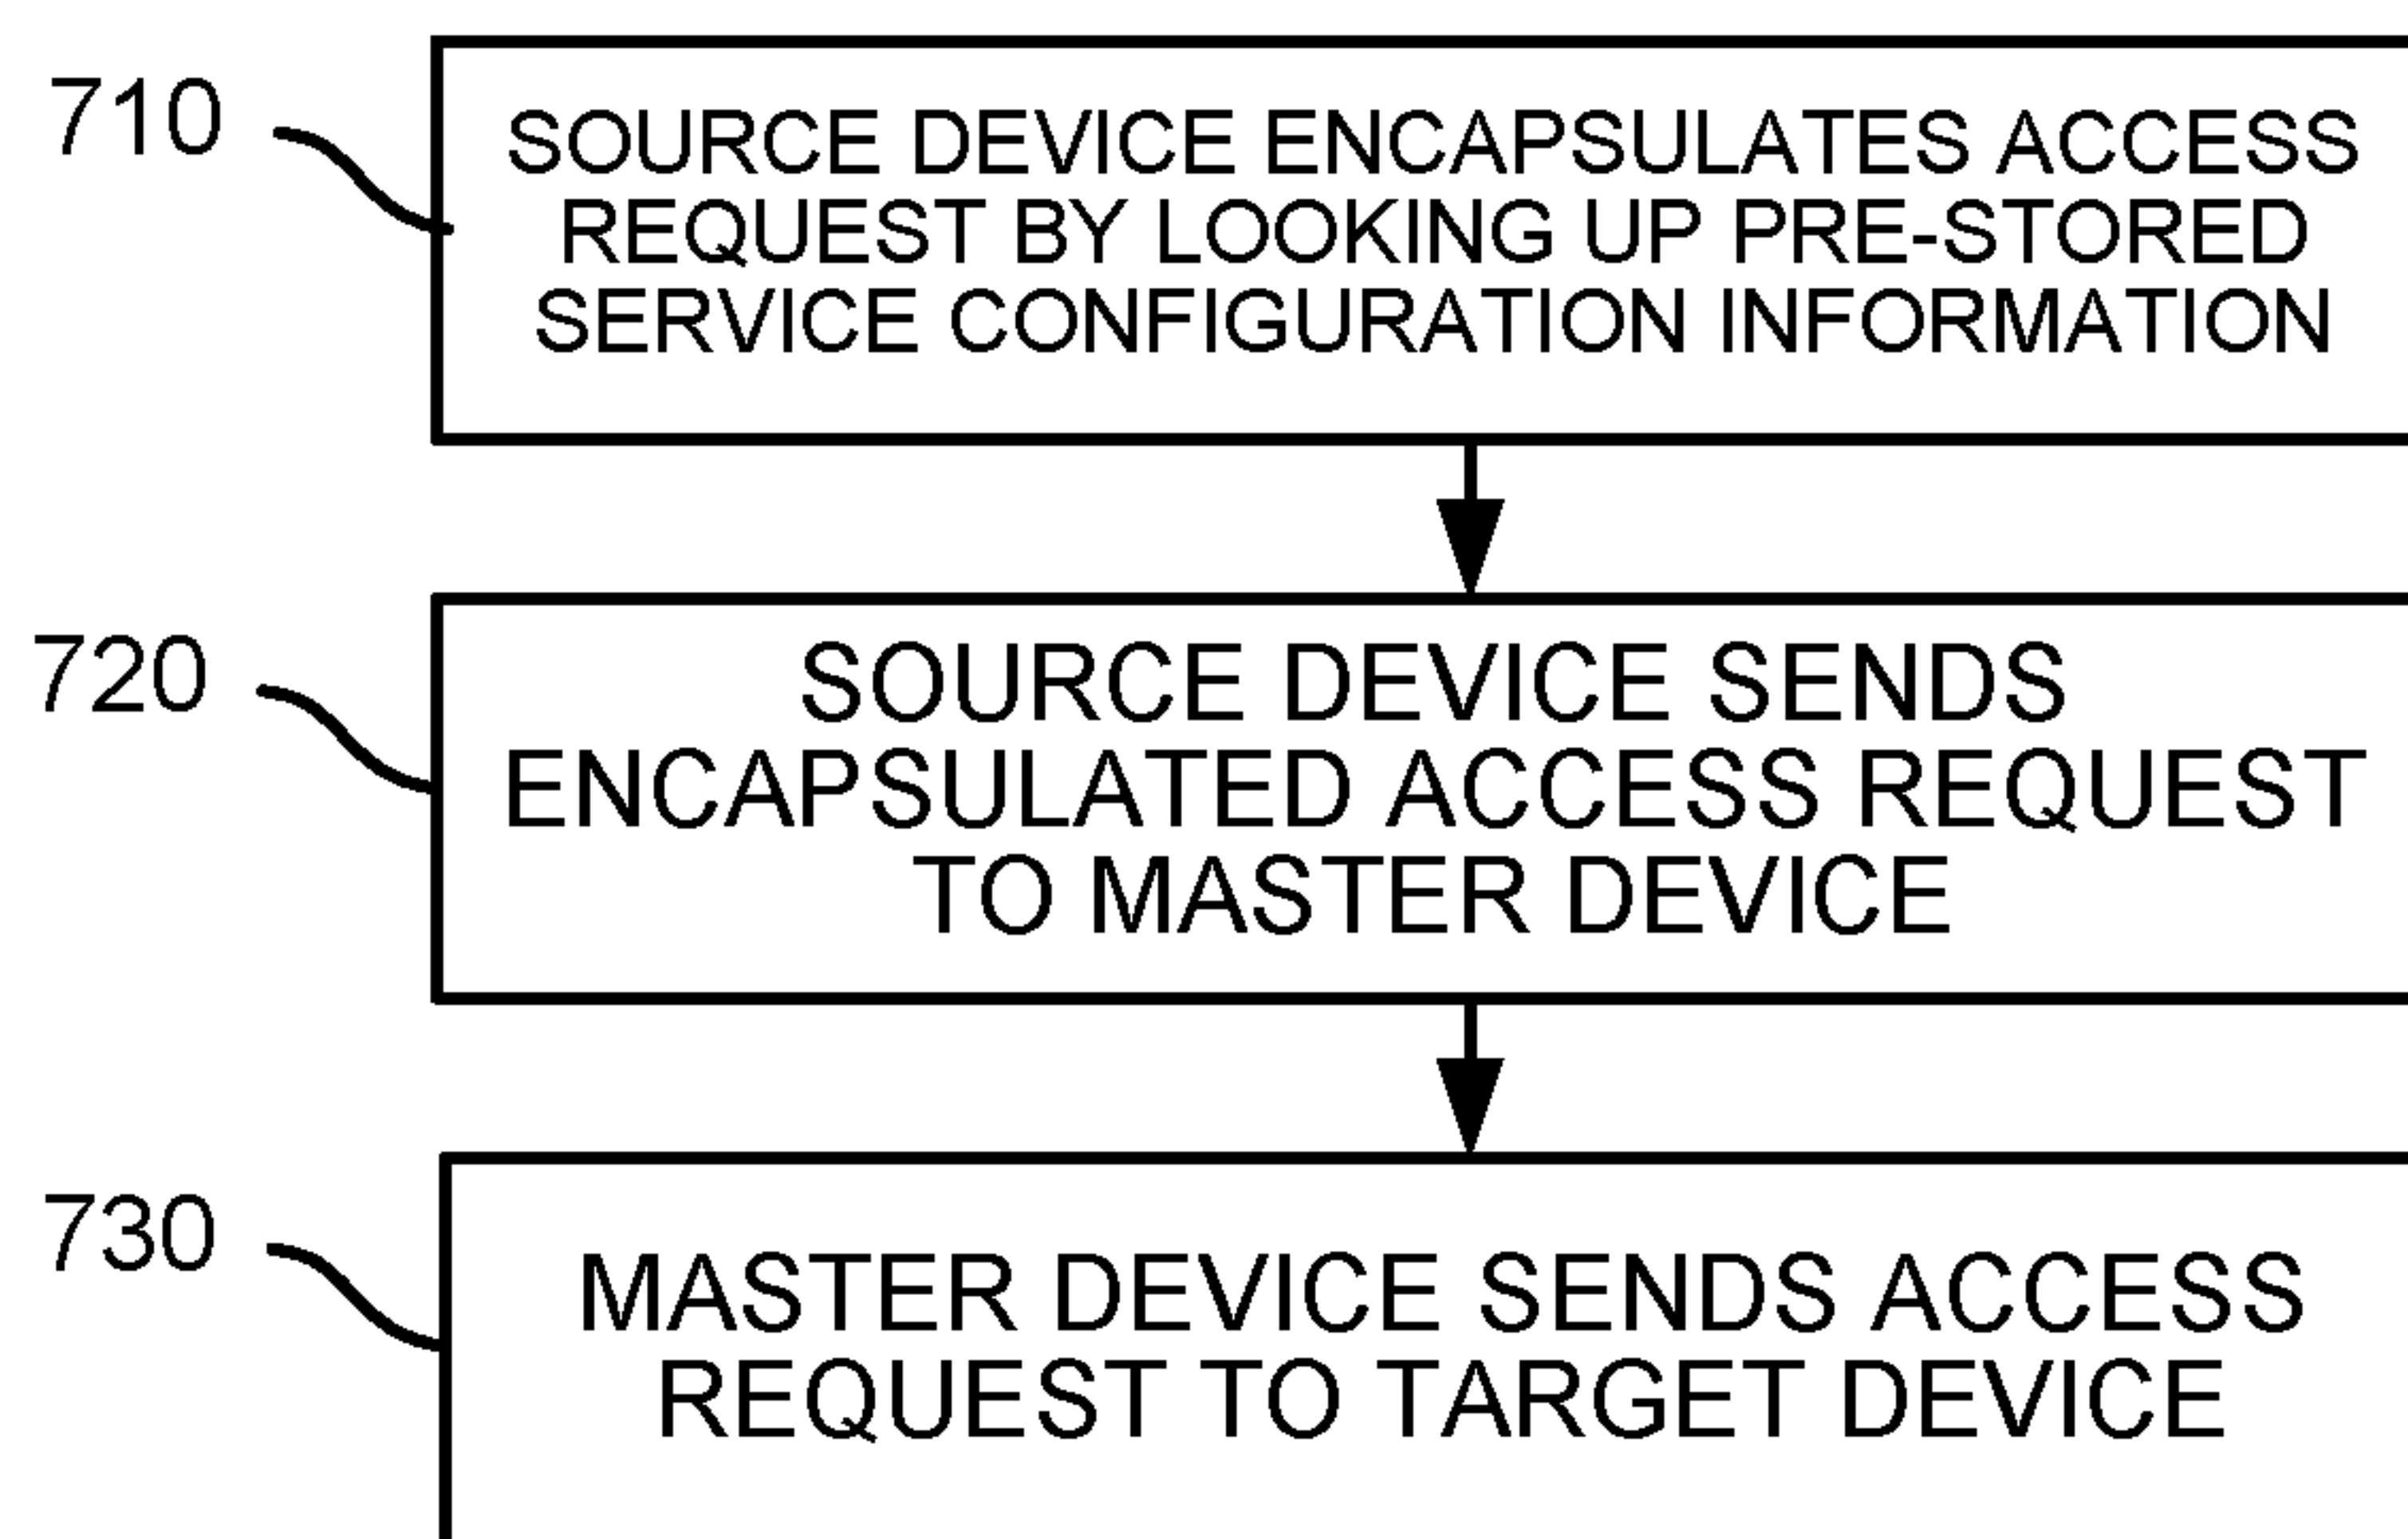 710
SOURCE DEVICE ENCAPSULATES ACCESS
REQUEST BY LOOKING UP PRE-STORED
SERVICE CONFIGURATION INFORMATION
720
SOURCE DEVICE SENDS
ENCAPSULATED ACCESS REQUEST
TO MASTER DEVICE
730
MASTER DEVICE SENDS ACCESS
REQUEST TO TARGET DEVICE